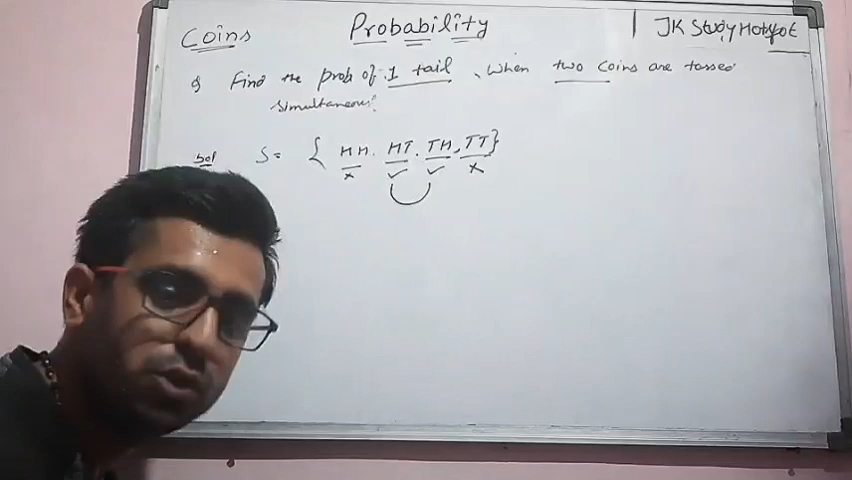 Coins Probability JK Study Hotspot
Q Find the prob of 1 tail, when two coins are tossed
simultaneous?
Sol S = { HH, HT, TH, TT}